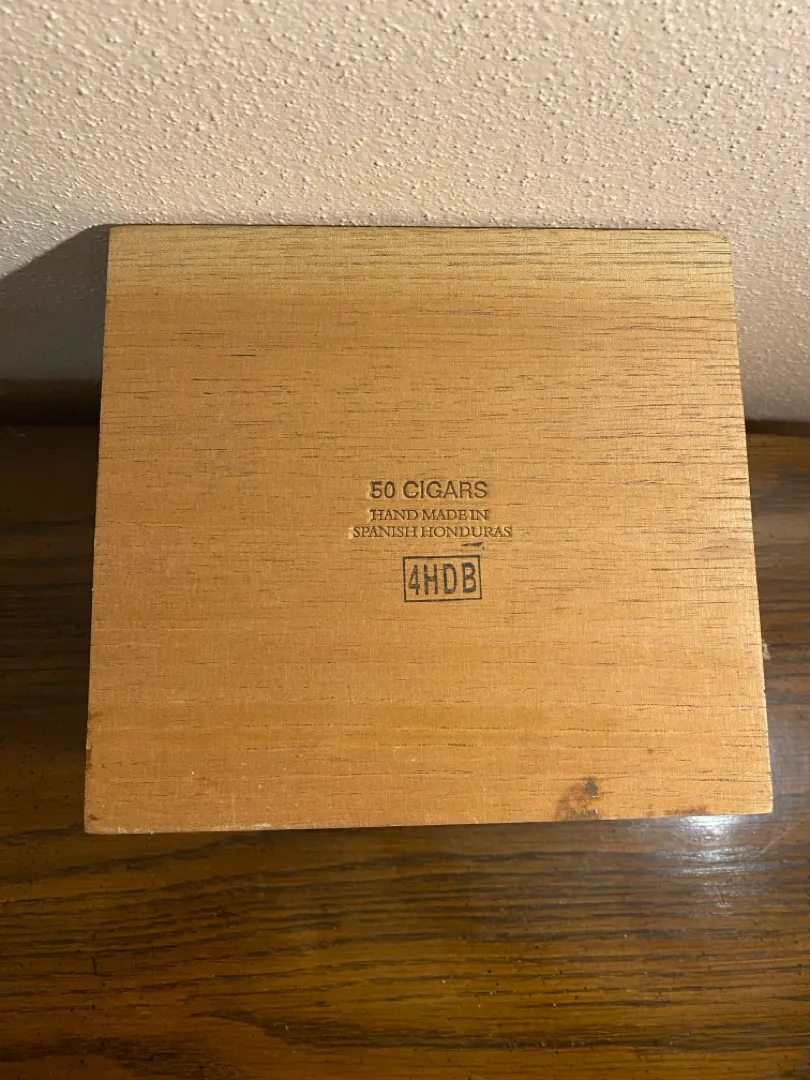 50 CIGARS
HAND MADE IN
SPANISH HONDURAS
4HDB